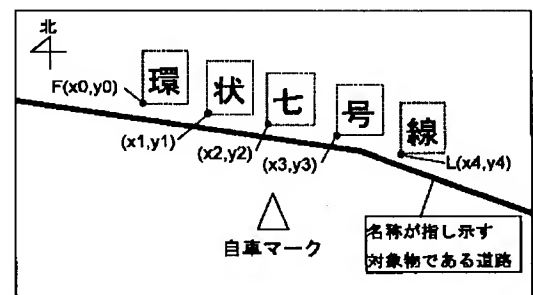 北
環状七号線
F(x0,y0)
(x1,y1)
(x2,y2)
(x3,y3)
L(x4,y4)
自車マーク
名称が指し示す
対象物である道路